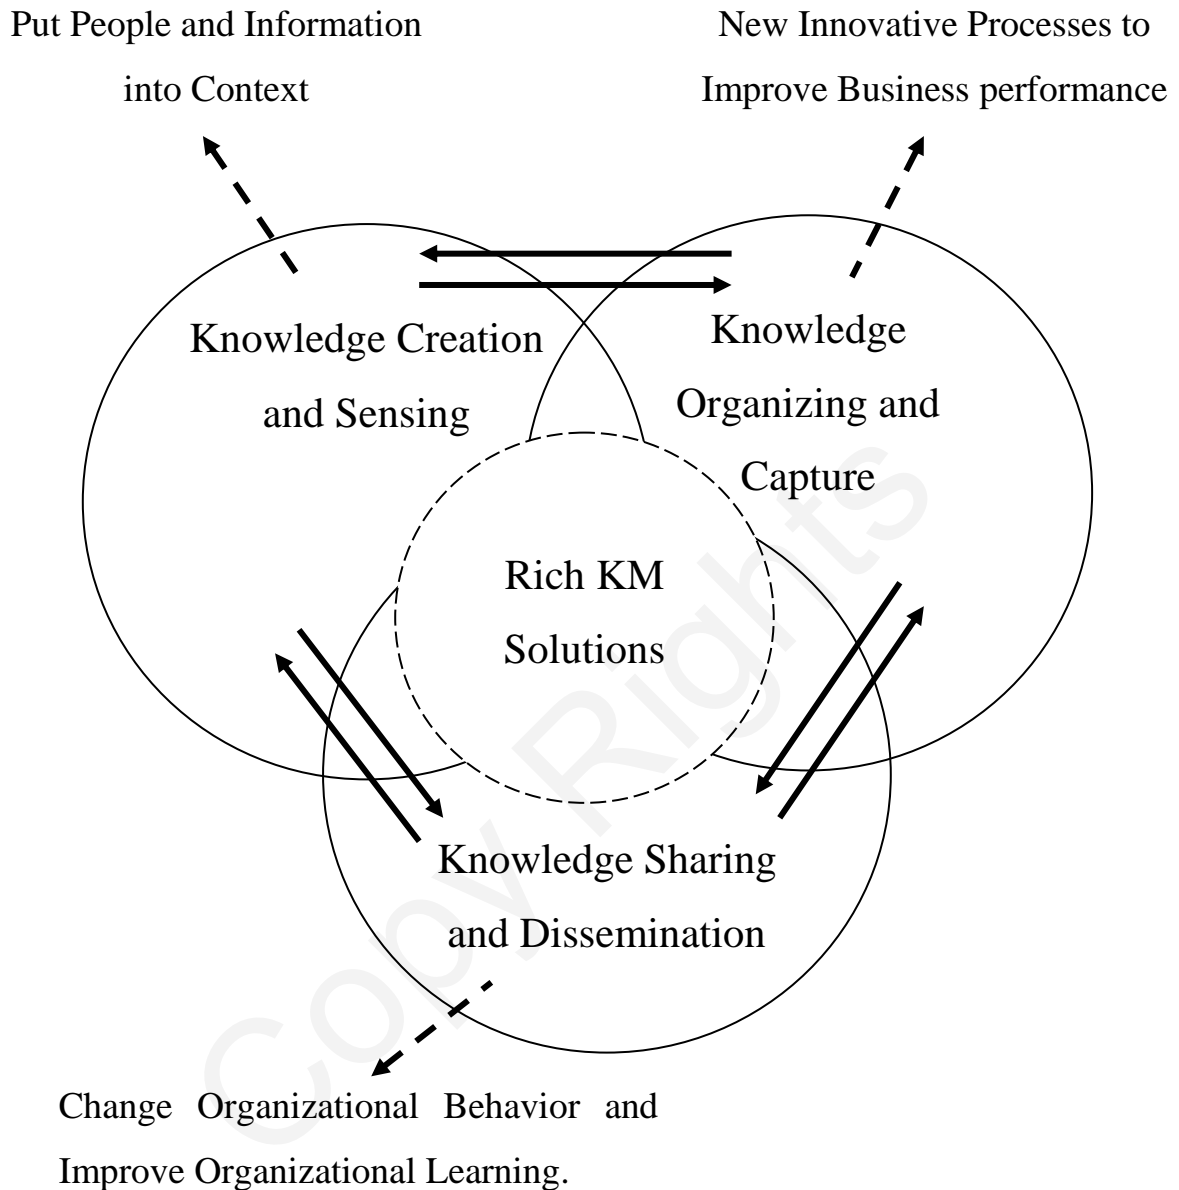 Put People and Information
into Context
New Innovative Processes to
Improve Business performance
Knowledge Creation
and Sensing
Knowledge
Organizing and
Capture
Rich KM
Solutions
Knowledge Sharing
and Dissemination
Change Organizational Behavior and
Improve Organizational Learning.
Copy Rights